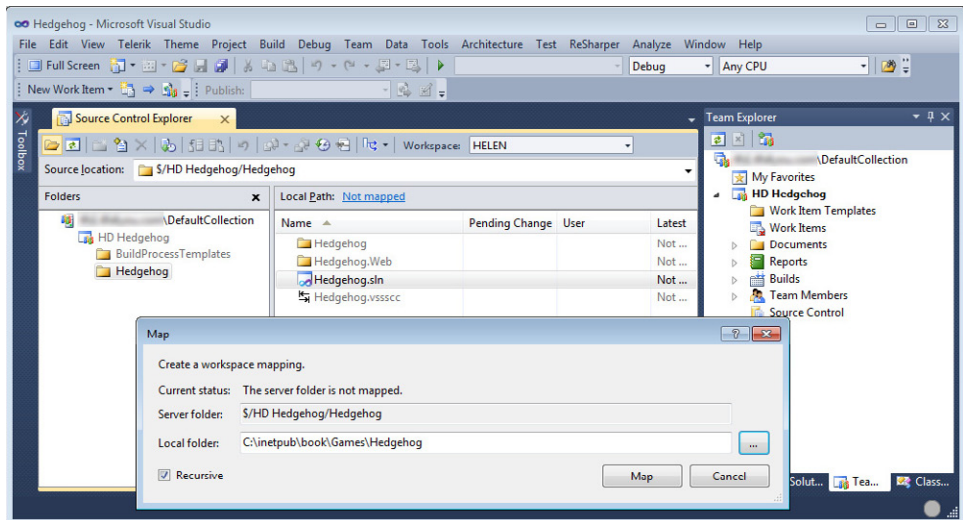 Hedgehog - Microsoft Visual Studio
File Edit View Telerik Theme Project Build Debug Team Data Tools Architecture Test ReSharper Analyze Window Help
Full Screen Debug Any CPU
New Work Item Publish:
Toolbox
Source Control Explorer
Workspace: HELEN
Source location: $/HD Hedgehog/Hedgehog
Folders
\DefaultCollection
HD Hedgehog
BuildProcessTemplates
Hedgehog
Local Path: Not mapped
Name Pending Change User Latest
Hedgehog Not ...
Hedgehog.Web Not ...
Hedgehog.sln Not ...
Hedgehog.vssscc Not ...
Team Explorer
\DefaultCollection
My Favorites
HD Hedgehog
Work Item Templates
Work Items
Documents
Reports
Builds
Team Members
Source Control
Map
Create a workspace mapping.
Current status: The server folder is not mapped.
Server folder: $/HD Hedgehog/Hedgehog
Local folder: C:\inetpub\book\Games\Hedgehog
...
Recursive
Map Cancel
Solut... Tea... Class...